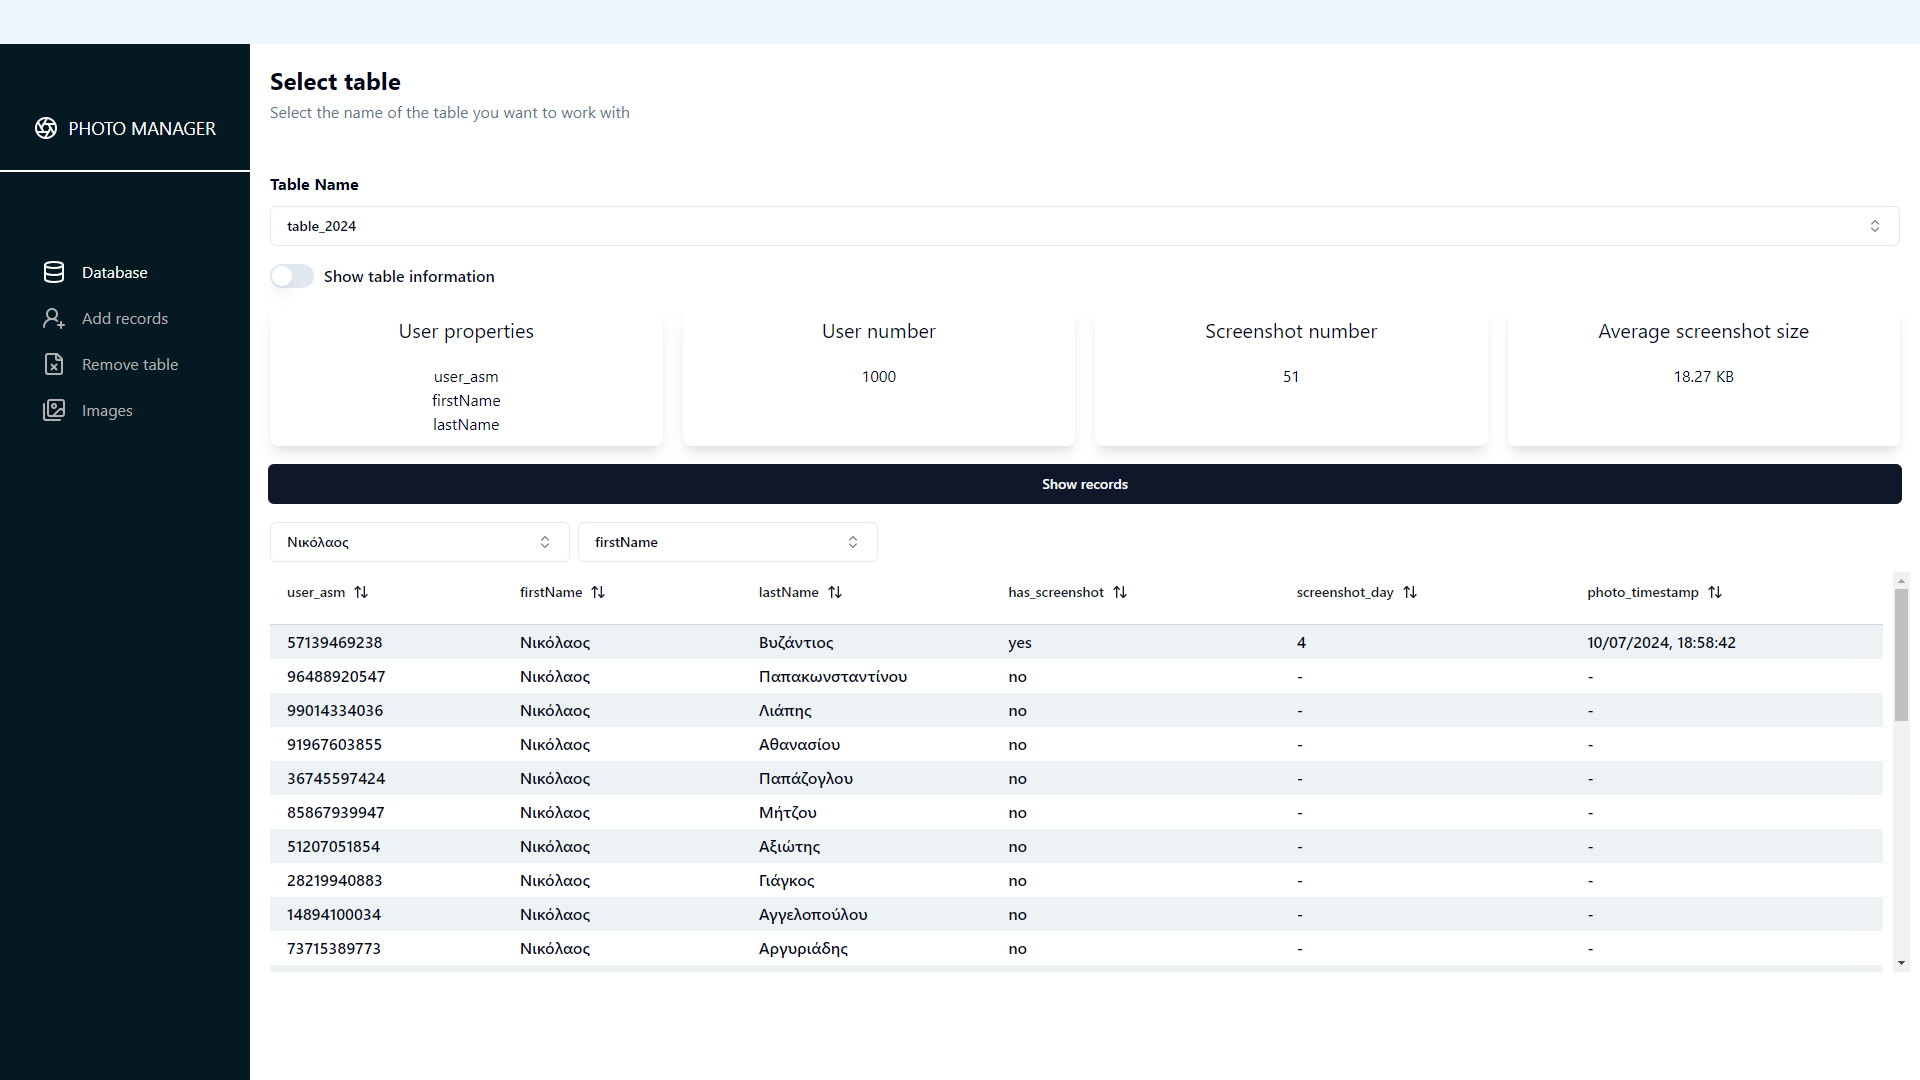 PHOTO MANAGER
Database
Add records
Remove table
Images
Select table
Select the name of the table you want to work with
Table Name
table_2024
Show table information
User properties
user_asm
firstName
lastName
User number
1000
Screenshot number
51
Average screenshot size
18.27 KB
Show records
Νικόλαος firstName
user_asm firstName lastName has_screenshot screenshot_day photo_timestamp
57139469238 Νικόλαος Βυζάντιος yes 4 10/07/2024, 18:58:42
96488920547 Νικόλαος Παπακωνσταντίνου no - -
99014334036 Νικόλαος Λιάπης no - -
91967603855 Νικόλαος Αθανασίου no - -
36745597424 Νικόλαος Παπάζογλου no - -
85867939947 Νικόλαος Μήτζου no - -
51207051854 Νικόλαος Αξιώτης no - -
28219940883 Νικόλαος Γιάγκος no - -
14894100034 Νικόλαος Αγγελοπούλου no - -
73715389773 Νικόλαος Αργυριάδης no - -